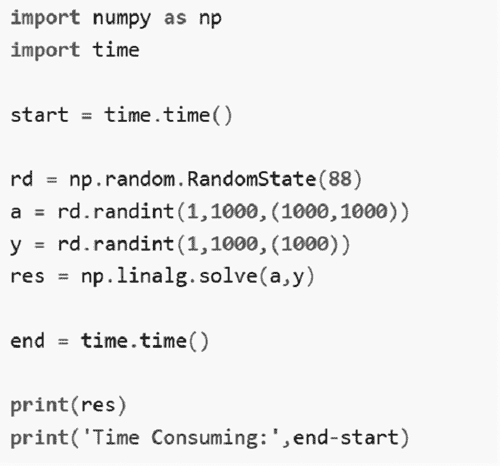 import numpy as np
import time
start = time.time()
rd = np.random.RandomState(88)
a = rd.randint(1,1000,(1000,1000))
y = rd.randint(1,1000,(1000))
res = np.linalg.solve(a,y)
end = time.time()
print(res)
print('Time Consuming:',end-start)